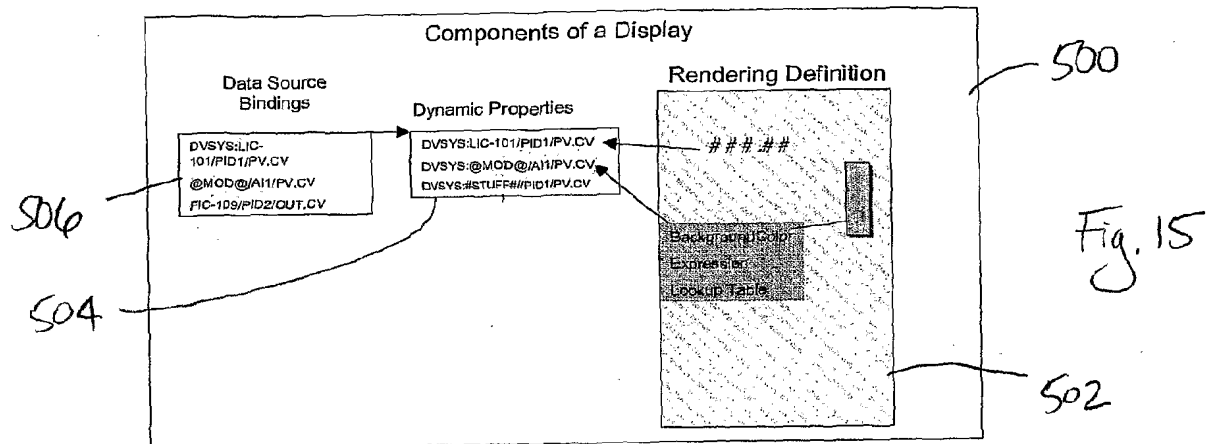 Components of a Display
500
Data Source
Bindings
DVSYS:LIC-
101/PID1/PV.CV
@MOD@/AI1/PV.CV
FIC-109/PID2/OUT.CV
506
Dynamic Properties
DVSYS:LIC-101/PID1/PV.CV
DVSYS:@MOD@/AI1/PV.CV
DVSYS:#STUFF#/PID1/PV.CV
504
Rendering Definition
###.##
BackgroundColor
Expression
Lookup Table
502
Fig. 15